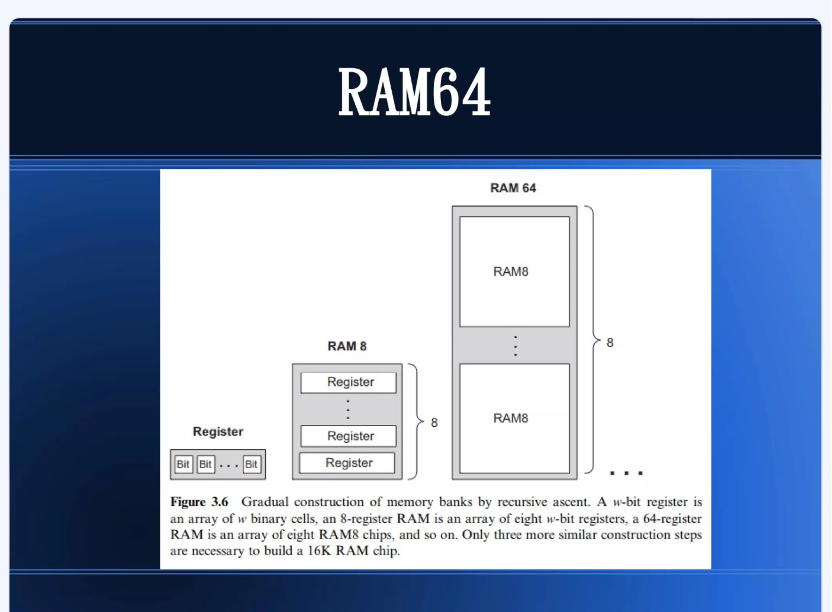 RAM64
RAM 64
RAM8
8
RAM8
RAM 8
Register
Register
Register
8
Register
Bit Bit . . . Bit
. . .
Figure 3.6 Gradual construction of memory banks by recursive ascent. A w-bit register is
an array of w binary cells, an 8-register RAM is an array of eight w-bit registers, a 64-register
RAM is an array of eight RAM8 chips, and so on. Only three more similar construction steps
are necessary to build a 16K RAM chip.